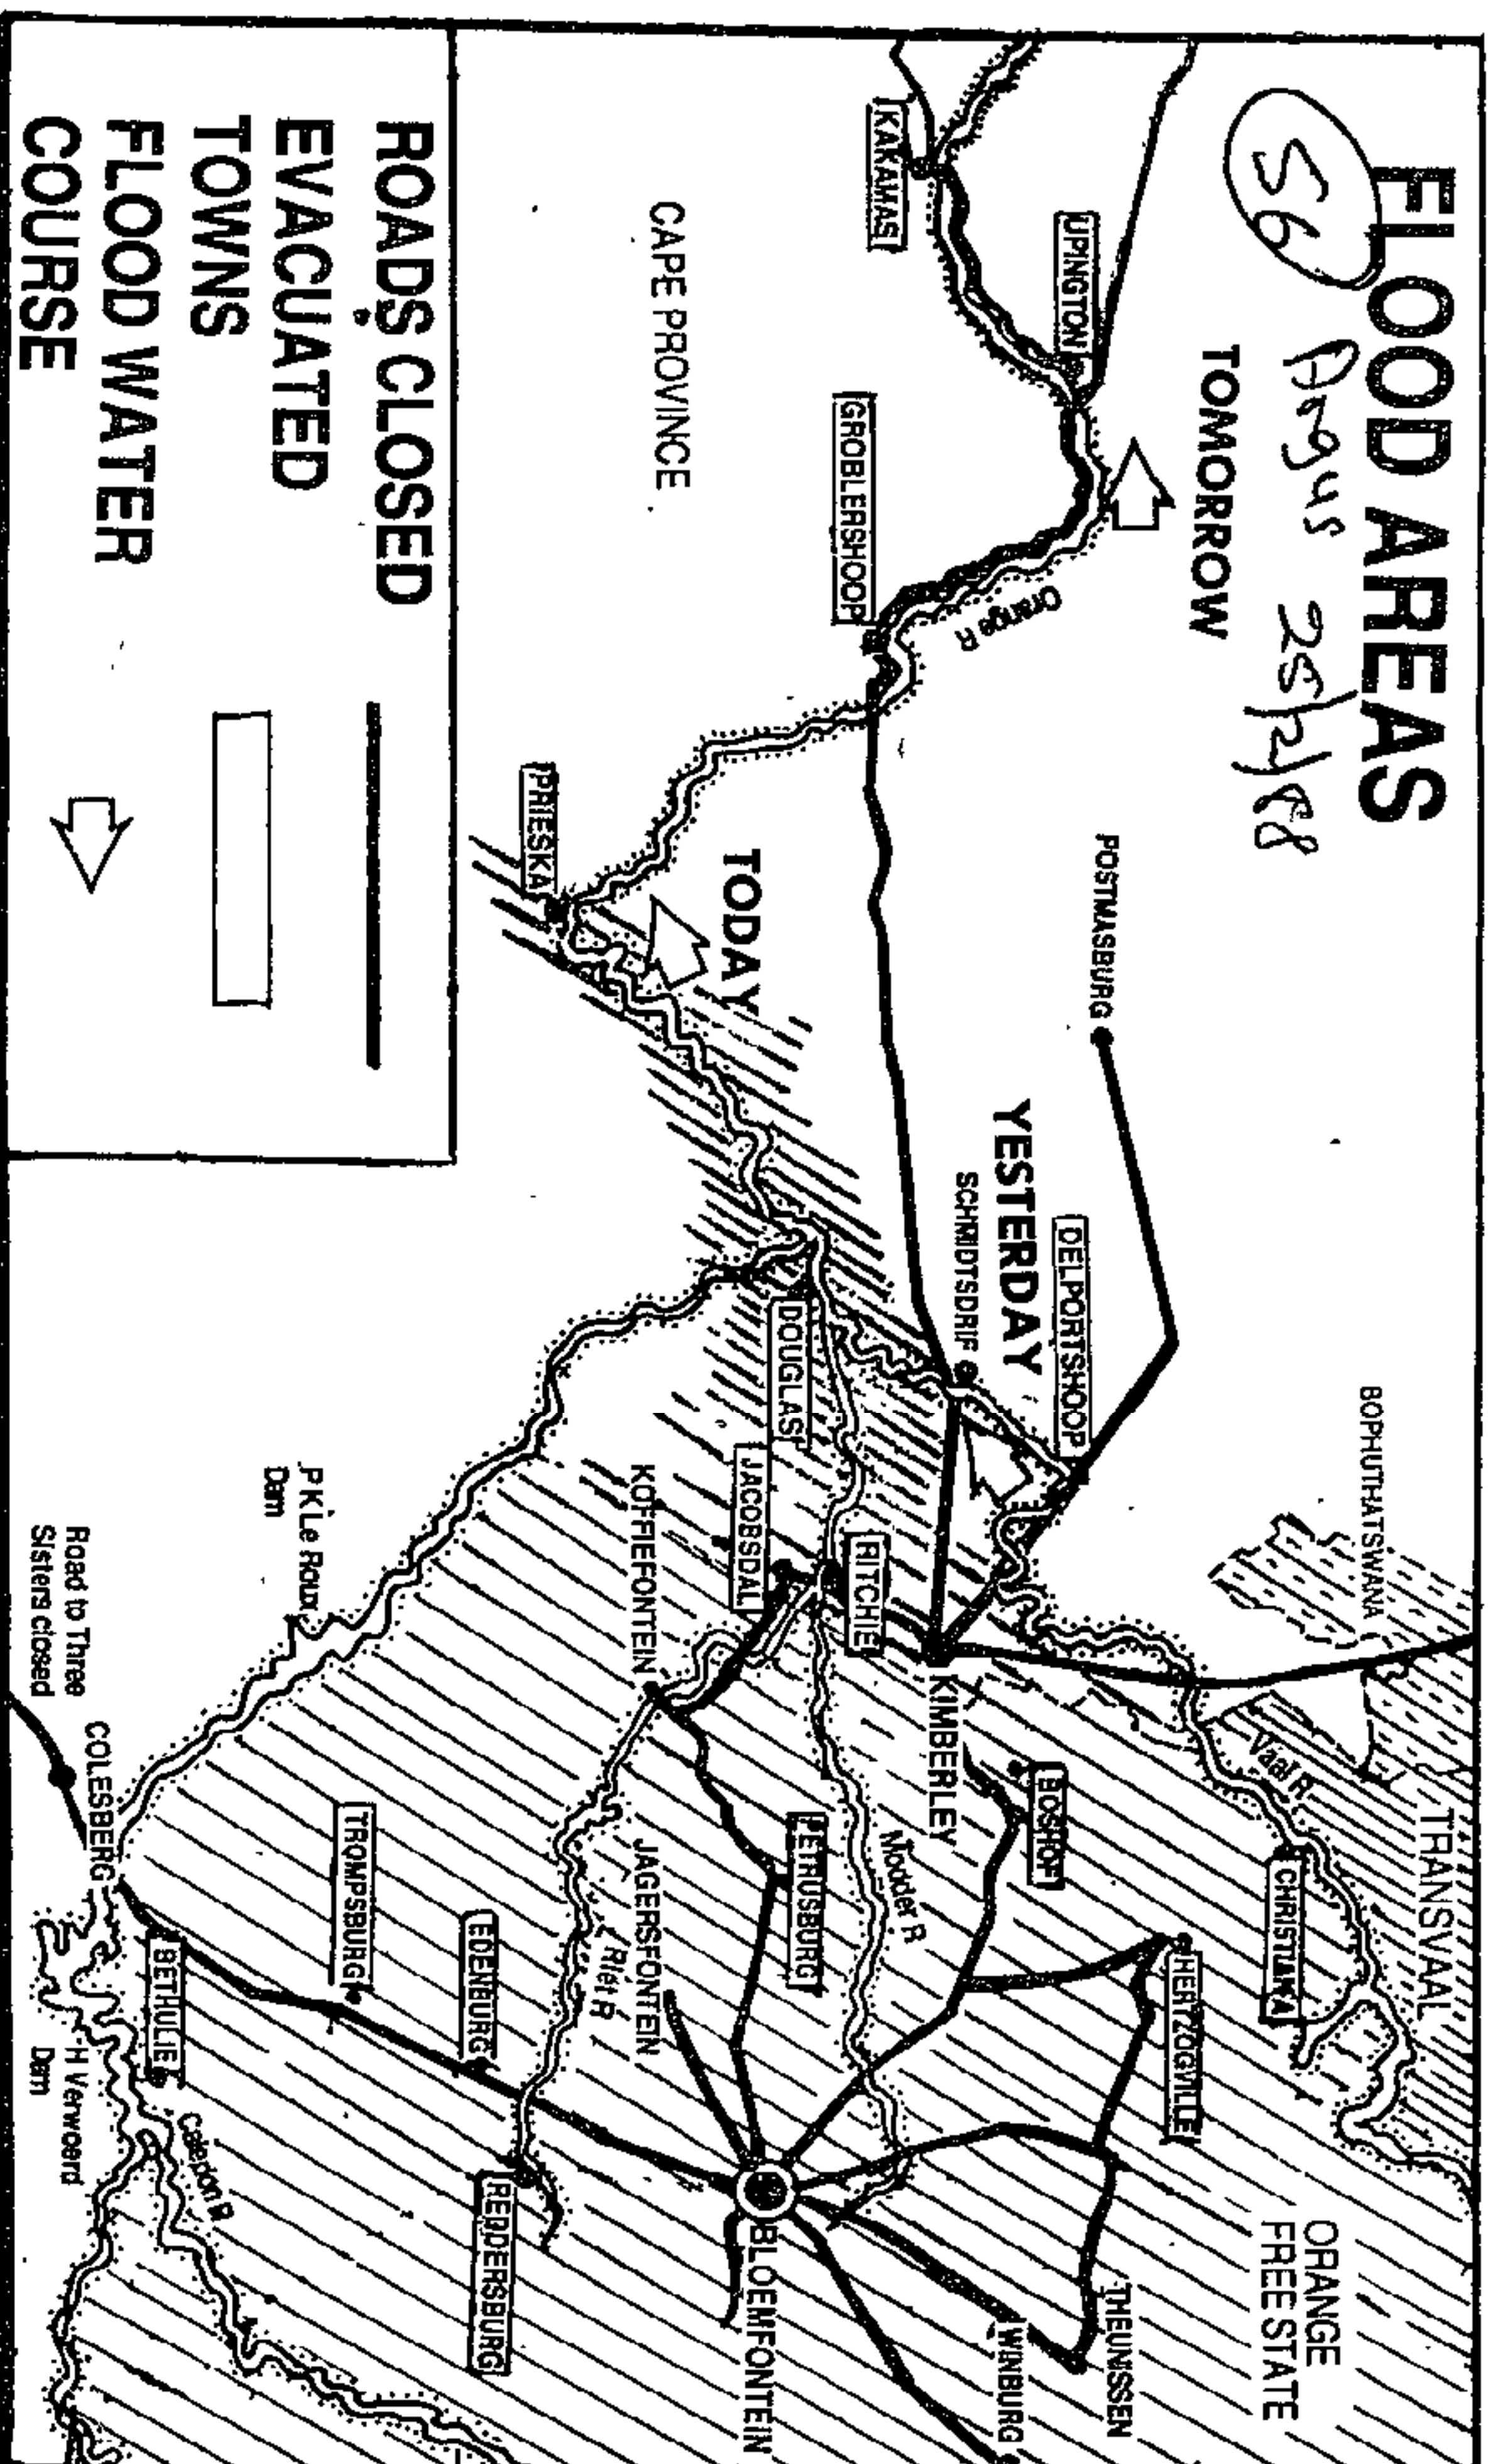 FLOOD AREAS
56
Argus 25/2/88
TOMORROW
UPINGTON
KAKAMAS
GROBLERSHOOP
Orange R
CAPE PROVINCE
POSTMASBURG
TODAY
PRIESKA
YESTERDAY
SCHMIDTSDRIF
DELPORTSHOOP
DOUGLAS
JACOBSDAL
RITCHIE
KOFFIEFONTEIN
KIMBERLEY
BOPHUTHATSWANA
TRANSVAAL
Vaal R
BOSHOF
CHRISTIANA
HERTZOGVILLE
Modder R
PETRUSBURG
JAGERSFONTEIN
Riet R
EDENBURG
TROMPSBURG
P K Le Roux
Dam
Road to Three
Sisters closed
COLESBERG
BETHULIE
H Verwoerd
Dam
Caledon R
REDDERSBURG
BLOEMFONTEIN
WINBURG
THEUNISSEN
ORANGE
FREE STATE
ROADS CLOSED
EVACUATED
TOWNS
FLOOD WATER
COURSE